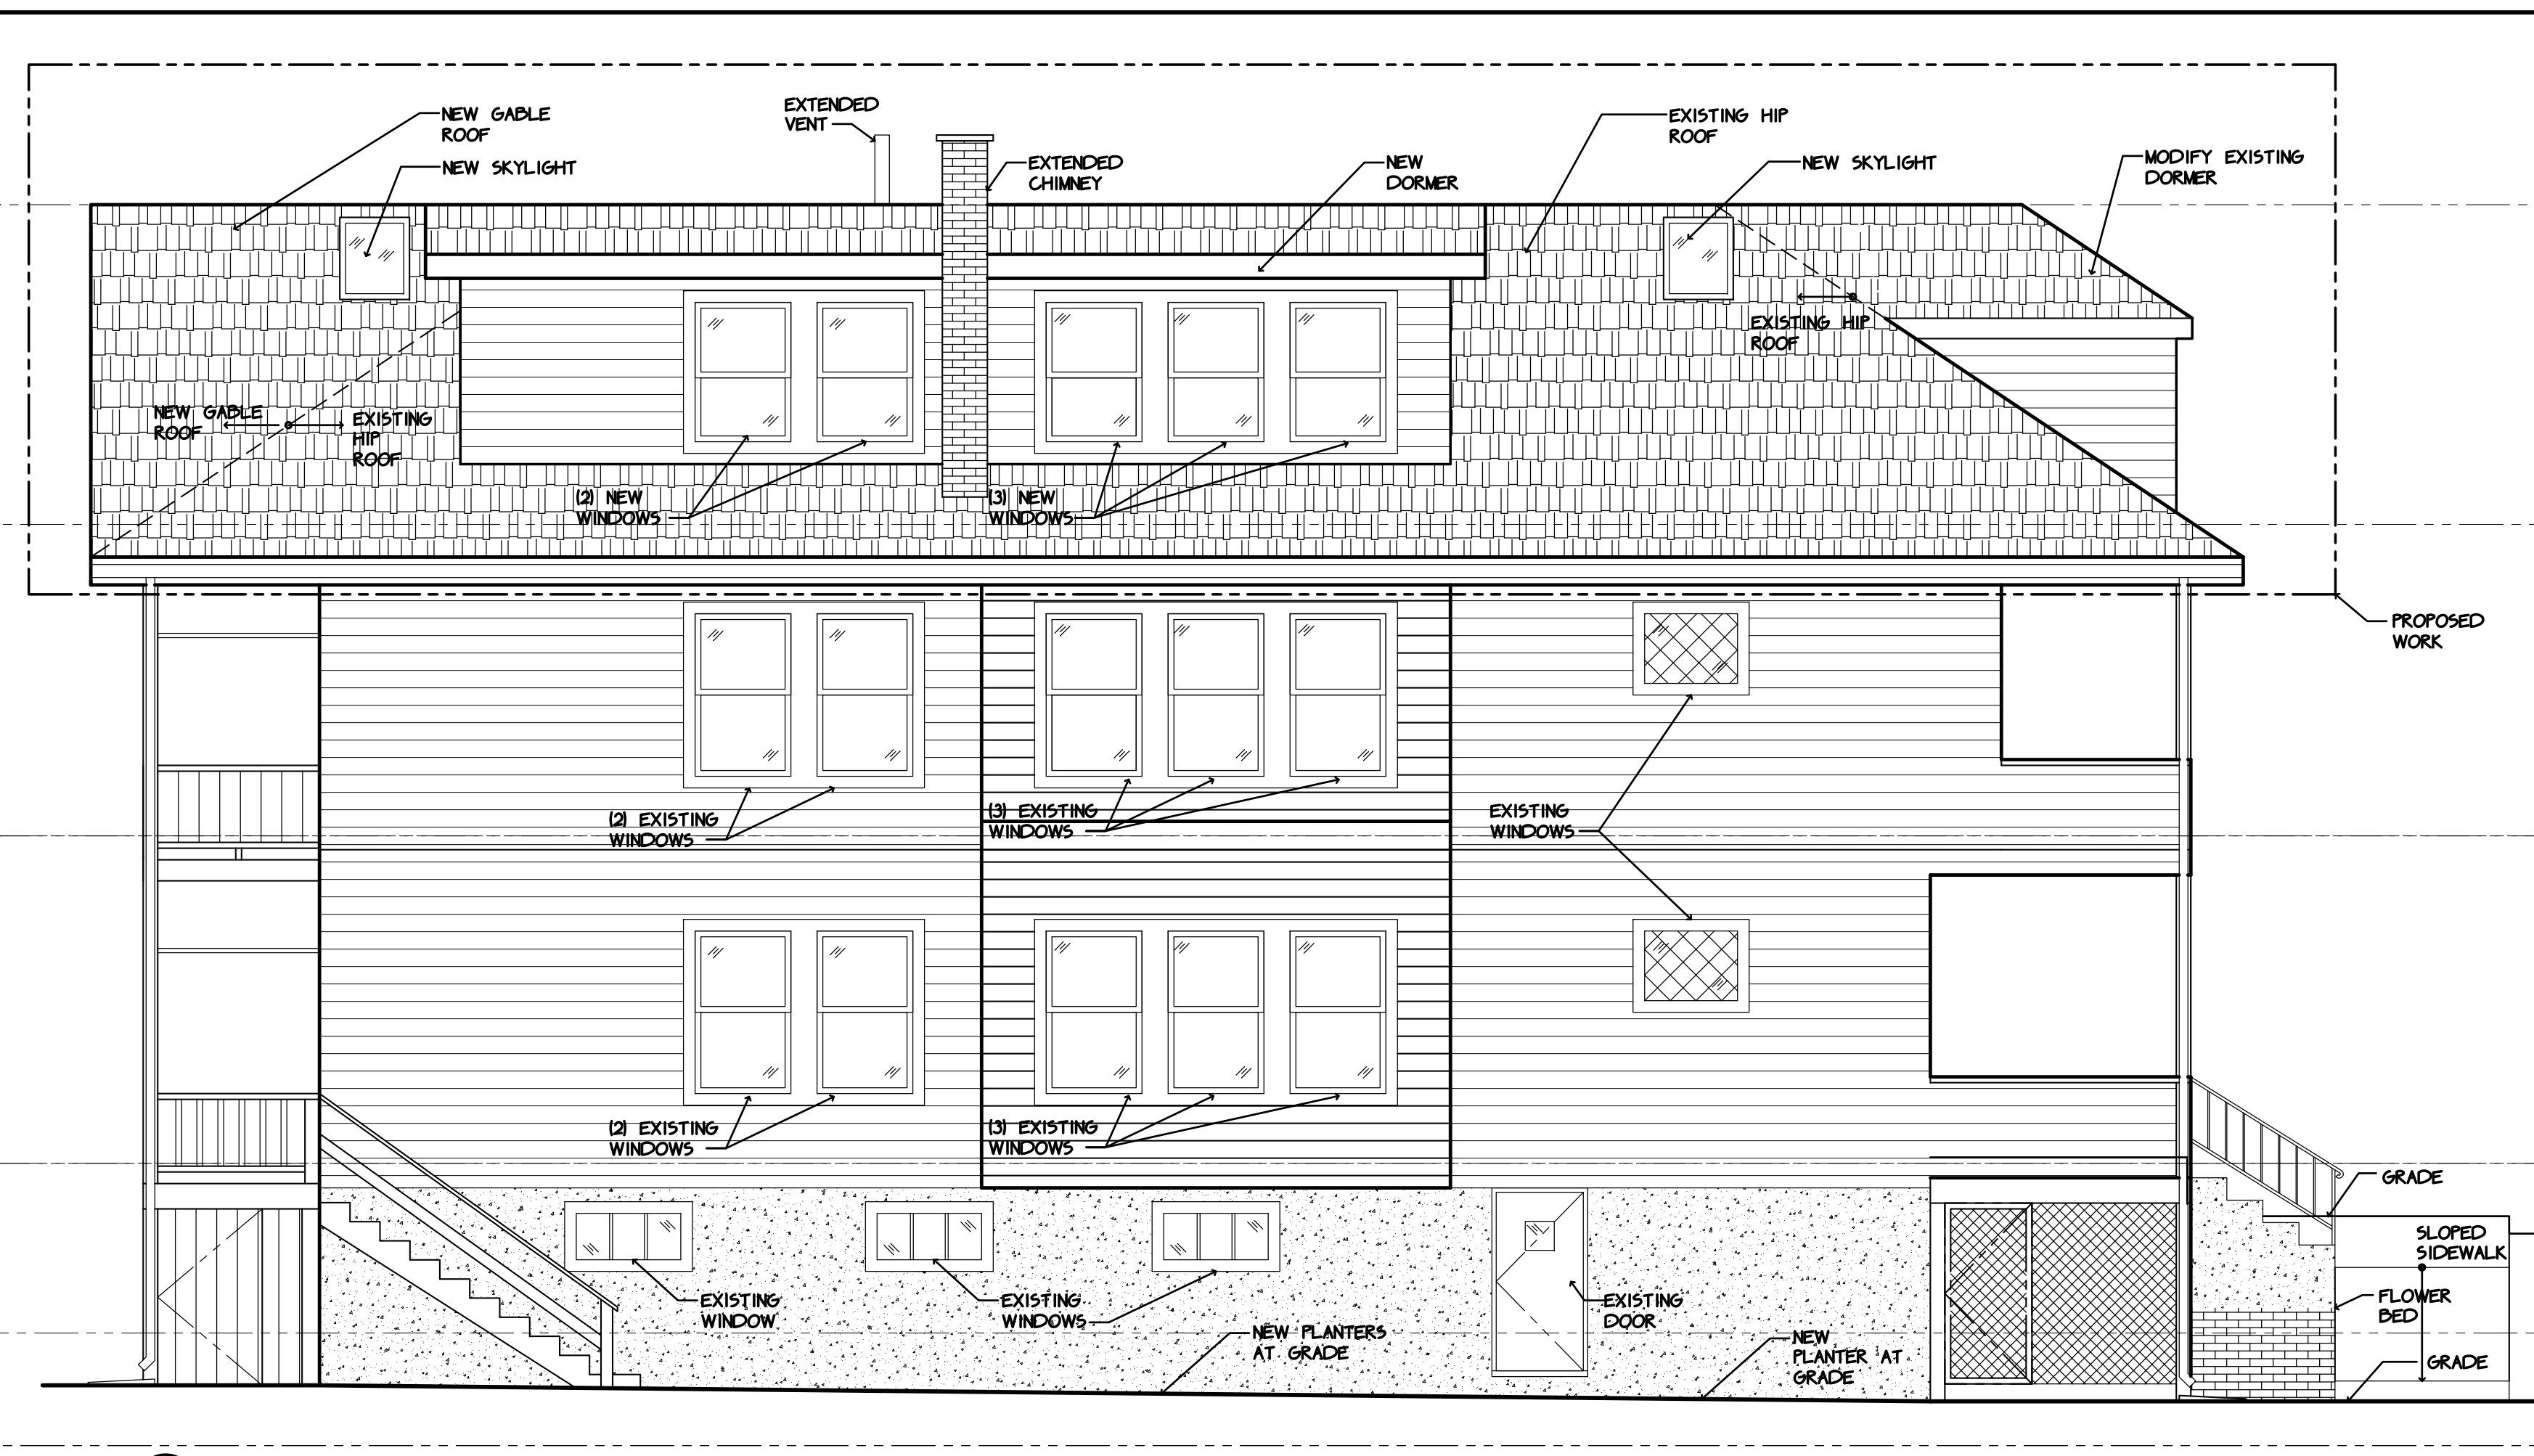 EXTENDED
VENT
NEW GABLE
ROOF
NEW SKYLIGHT
EXTENDED
CHIMNEY
NEW
DORMER
EXISTING HIP
ROOF
NEW SKYLIGHT
MODIFY EXISTING
DORMER
EXISTING HIP
ROOF
NEW GABLE
ROOF
EXISTING
HIP
ROOF
(2) NEW
WINDOWS
(3) NEW
WINDOWS
PROPOSED
WORK
(2) EXISTING
WINDOWS
(3) EXISTING
WINDOWS
EXISTING
WINDOWS
(2) EXISTING
WINDOWS
(3) EXISTING
WINDOWS
GRADE
SLOPED
SIDEWALK
EXISTING
WINDOW
EXISTING
WINDOWS
EXISTING
DOOR
FLOWER
BED
NEW PLANTERS
AT GRADE
NEW
PLANTER AT
GRADE
GRADE